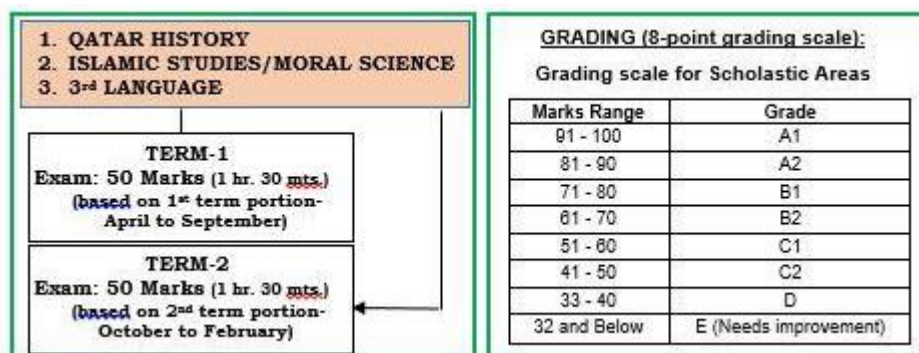 1. QATAR HISTORY
2. ISLAMIC STUDIES/MORAL SCIENCE
3. 3rd LANGUAGE
TERM-1
Exam: 50 Marks (1 hr. 30 mts.)
(based on 1st term portion-
April to September)
TERM-2
Exam: 50 Marks (1 hr. 30 mts.)
(based on 2nd term portion-
October to February)
GRADING (8-point grading scale):
Grading scale for Scholastic Areas
Marks Range Grade
91 - 100 A1
81 - 90 A2
71 - 80 B1
61 - 70 B2
51 - 60 C1
41 - 50 C2
33 - 40 D
32 and Below E (Needs improvement)